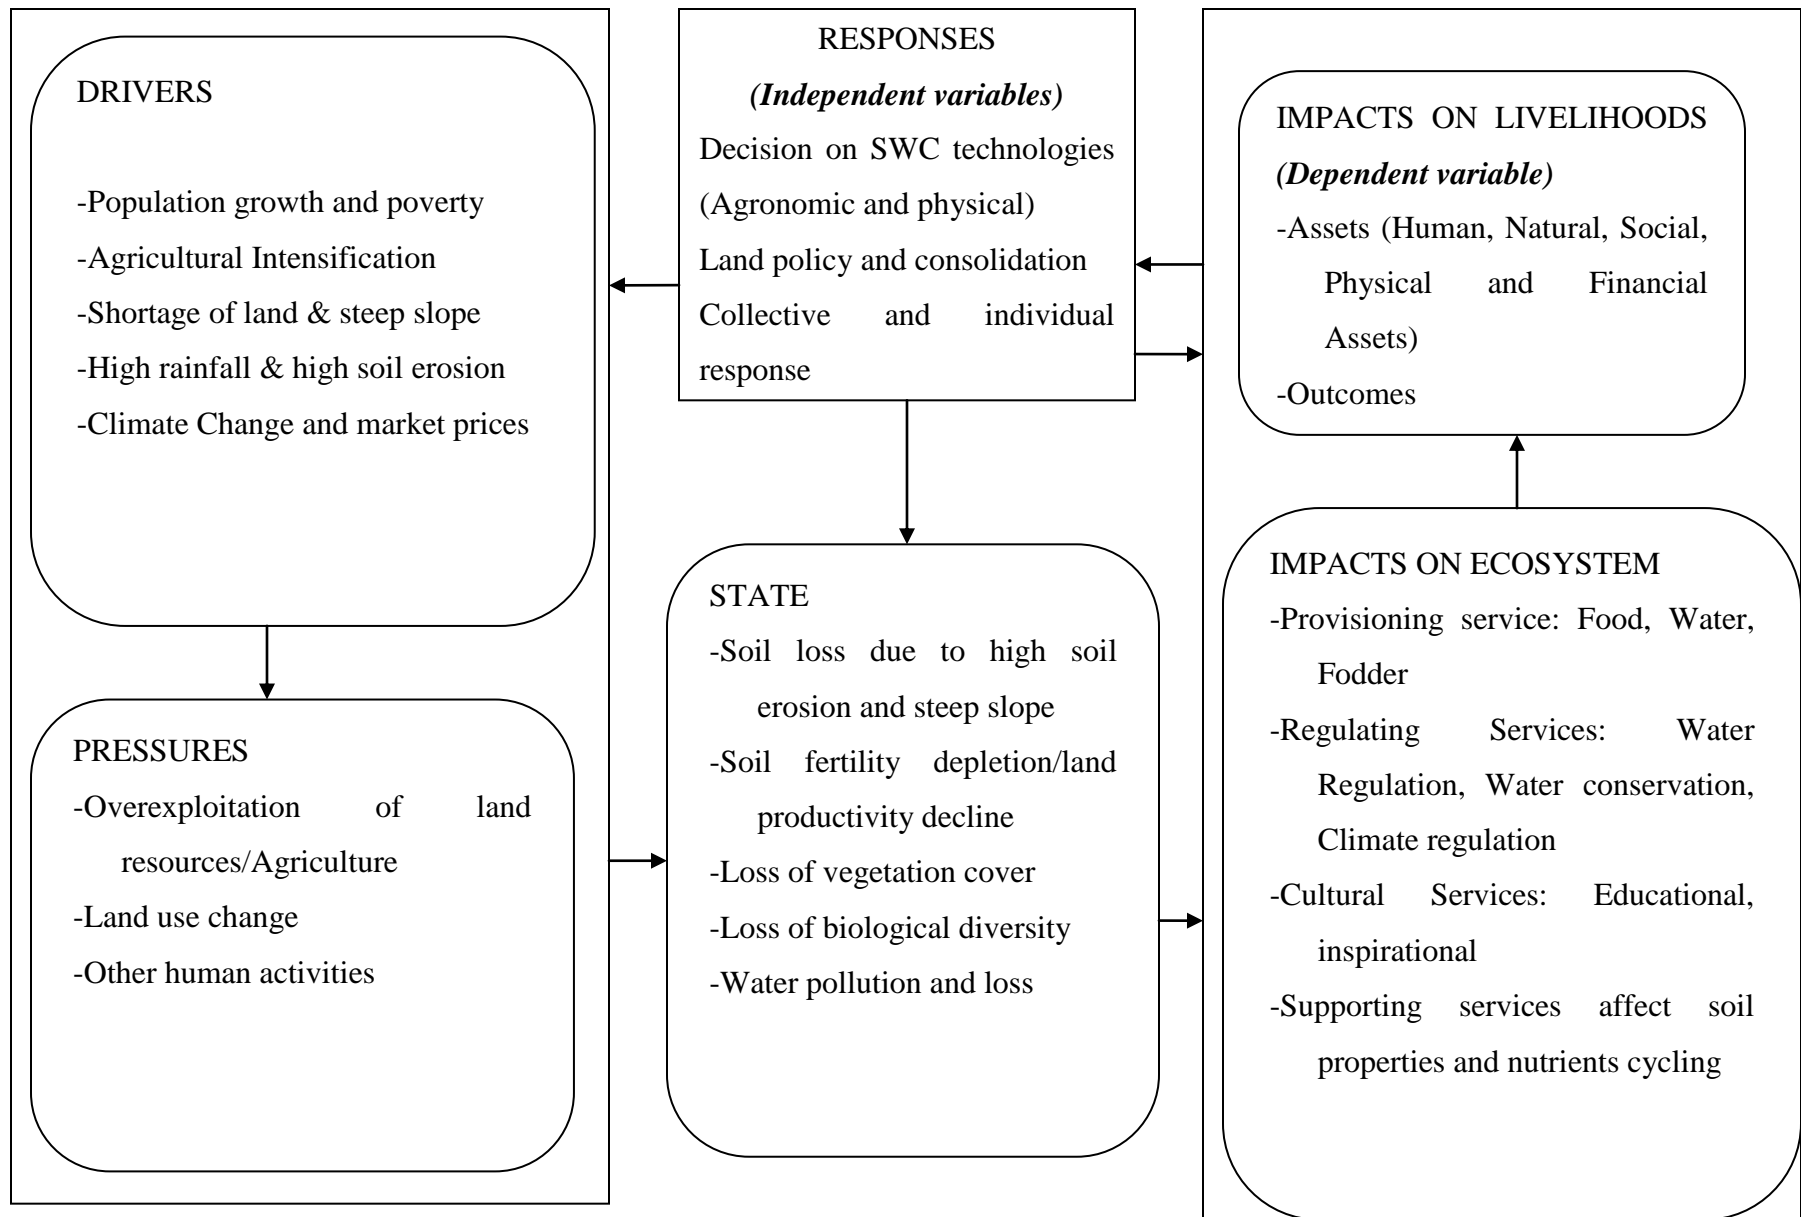 DRIVERS
-Population growth and poverty
-Agricultural Intensification
-Shortage of land & steep slope
-High rainfall & high soil erosion
-Climate Change and market prices
PRESSURES
-Overexploitation of land
resources/Agriculture
-Land use change
-Other human activities
RESPONSES
(Independent variables)
Decision on SWC technologies
(Agronomic and physical)
Land policy and consolidation
Collective and individual
response
STATE
-Soil loss due to high soil
erosion and steep slope
-Soil fertility depletion/land
productivity decline
-Loss of vegetation cover
-Loss of biological diversity
-Water pollution and loss
IMPACTS ON LIVELIHOODS
(Dependent variable)
-Assets (Human, Natural, Social,
Physical and Financial
Assets)
-Outcomes
IMPACTS ON ECOSYSTEM
-Provisioning service: Food, Water,
Fodder
-Regulating Services: Water
Regulation, Water conservation,
Climate regulation
-Cultural Services: Educational,
inspirational
-Supporting services affect soil
properties and nutrients cycling